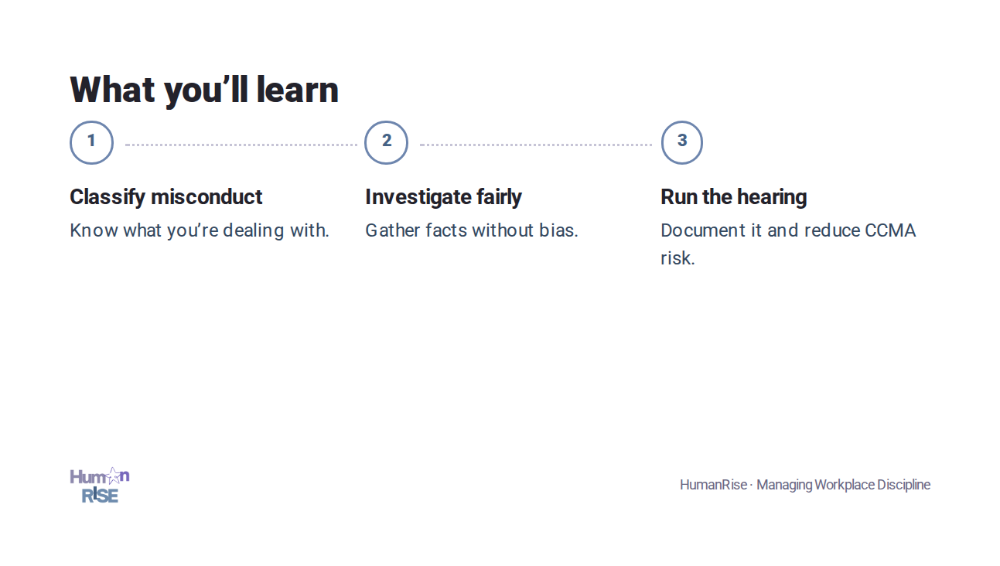 What you’ll learn
1 2 3
Classify misconduct
Know what you’re dealing with.
Investigate fairly
Gather facts without bias.
Run the hearing
Document it and reduce CCMA
risk.
Human
RISE
HumanRise · Managing Workplace Discipline